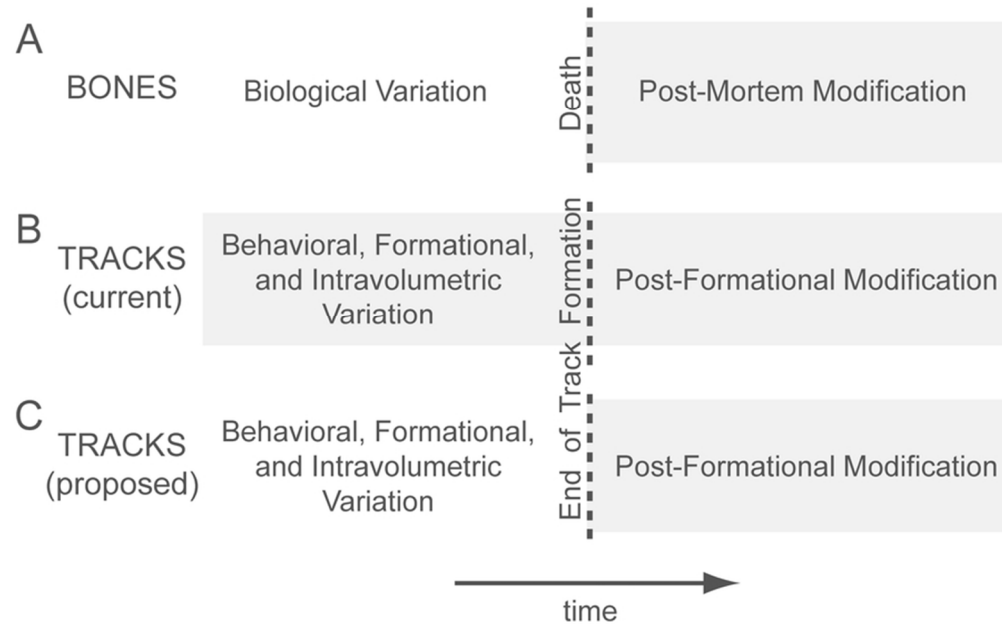 A
BONES
Biological Variation
Death
Post-Mortem Modification
B
TRACKS
(current)
Behavioral, Formational,
and Intravolumetric
Variation
End of Track Formation
Post-Formational Modification
C
TRACKS
(proposed)
Behavioral, Formational,
and Intravolumetric
Variation
Post-Formational Modification
time